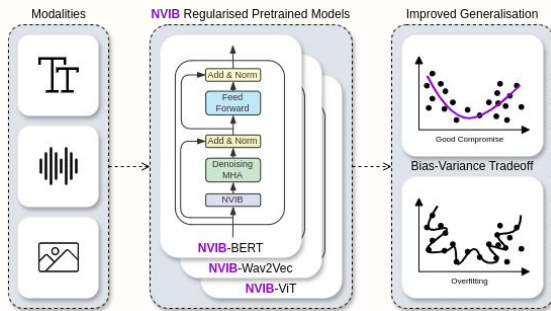 Modalities
TT
NVIB Regularised Pretrained Models
Add & Norm
Feed
Forward
Add & Norm
Denoising
MHA
NVIB
NVIB-BERT
NVIB-Wav2Vec
NVIB-ViT
Improved Generalisation
Good Compromise
Bias-Variance Tradeoff
Overfitting